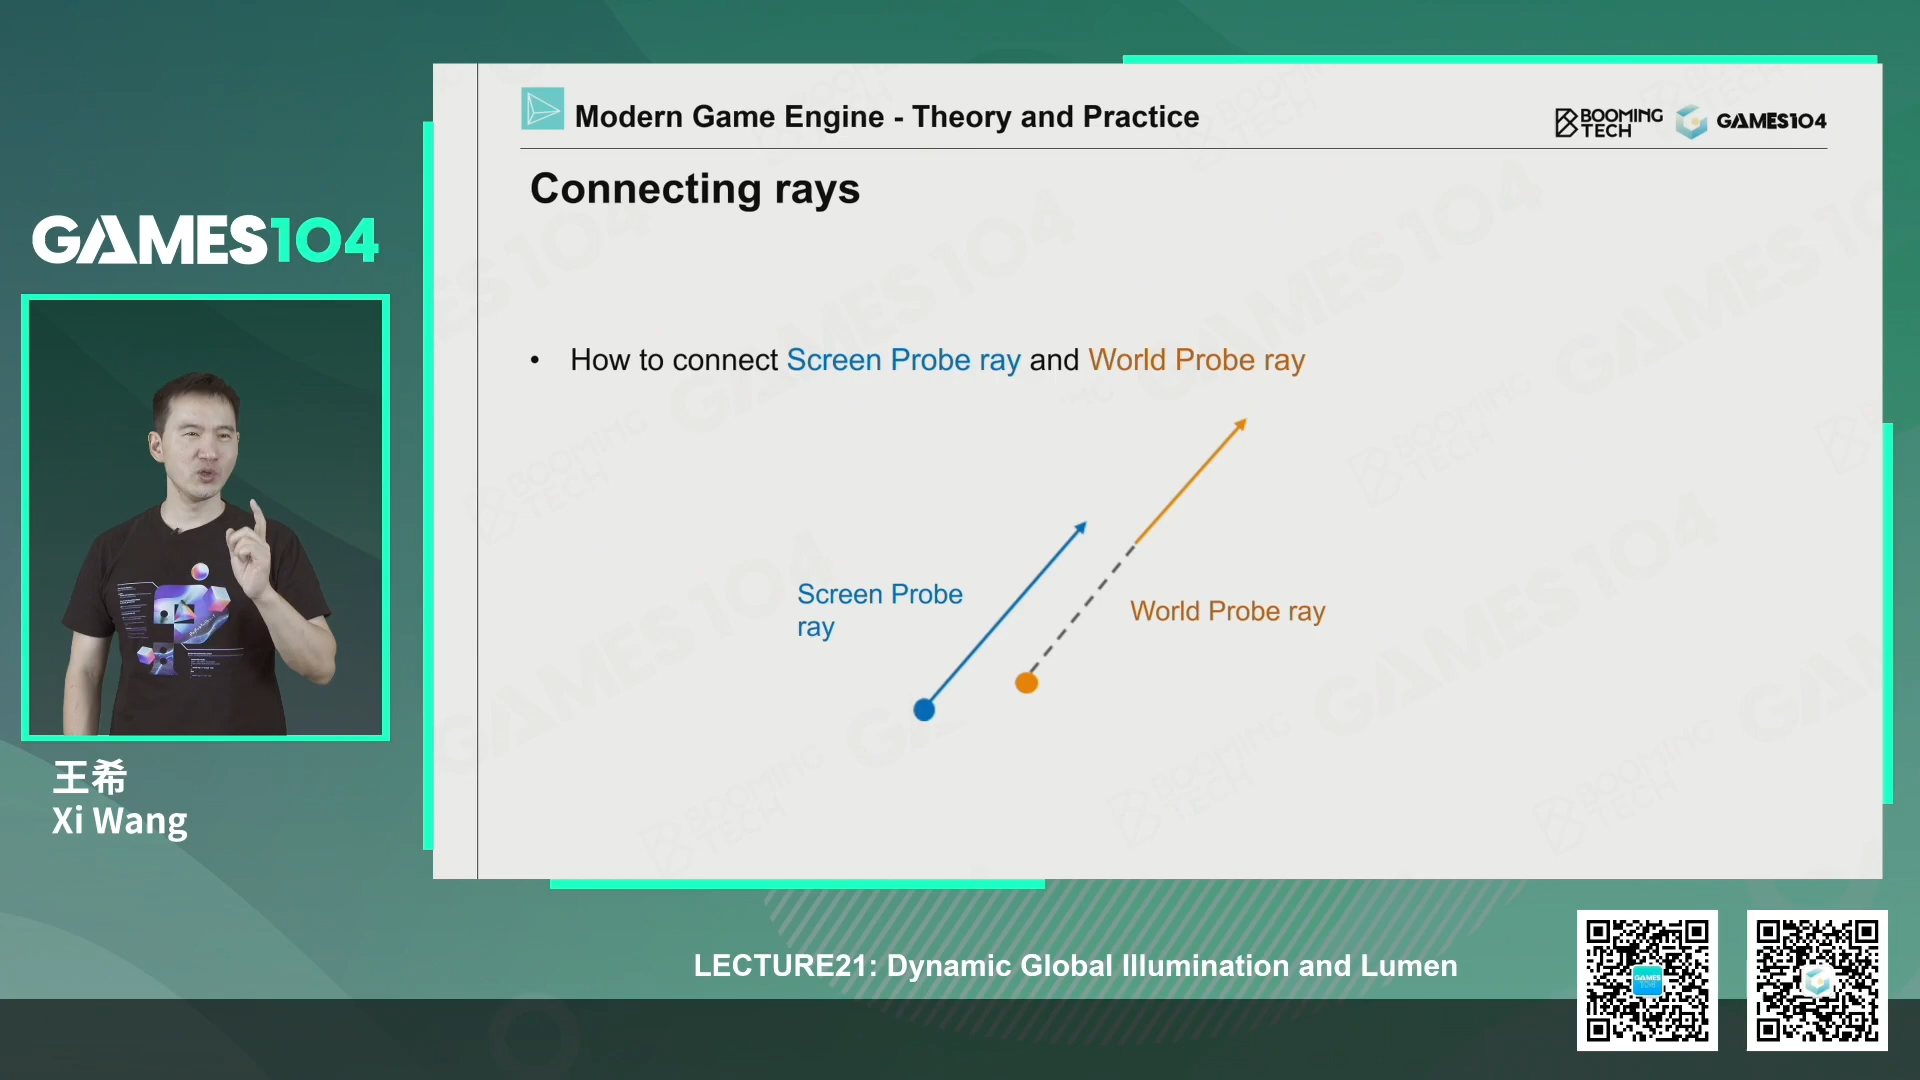 GAMES104
王希
Xi Wang
Modern Game Engine - Theory and Practice
BOOMING
TECH
GAMES104
Connecting rays
• How to connect Screen Probe ray and World Probe ray
Screen Probe
ray
World Probe ray
LECTURE21: Dynamic Global Illumination and Lumen